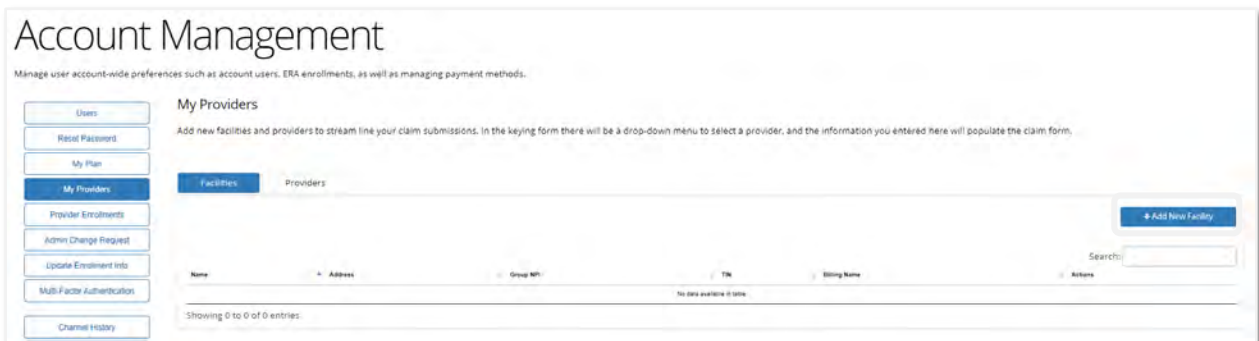 Account Management
Manage user account-wide preferences such as account users, ERA enrollments, as well as managing payment methods.
Users
Reset Password
My Plan
My Providers
Provider Enrollments
Admin Change Request
Update Enrollment Info
Multi-Factor Authentication
Channel History
My Providers
Add new facilities and providers to stream line your claim submissions. In the keying form there will be a drop-down menu to select a provider, and the information you entered here will populate the claim form.
Facilities Providers
+Add New Facility
Search:
Name Address Group NPI TIN Billing Name Actions
No data available in table
Showing 0 to 0 of 0 entries